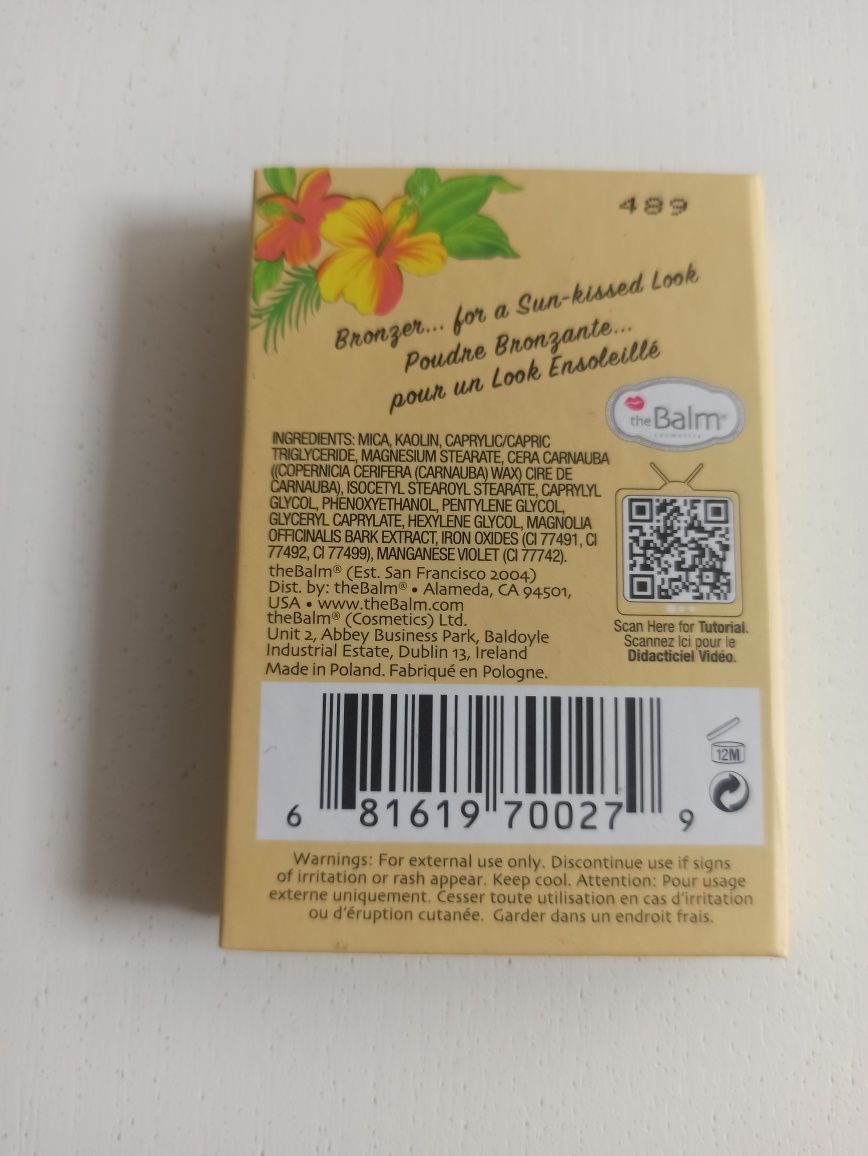 489
Bronzer... for a Sun-kissed Look
Poudre Bronzante...
pour un Look Ensoleillé
theBalm®
cosmetics
INGREDIENTS: MICA, KAOLIN, CAPRYLIC/CAPRIC
TRIGLYCERIDE, MAGNESIUM STEARATE, CERA CARNAUBA
((COPERNICIA CERIFERA (CARNAUBA) WAX) CIRE DE
CARNAUBA), ISOCETYL STEAROYL STEARATE, CAPRYLYL
GLYCOL, PHENOXYETHANOL, PENTYLENE GLYCOL,
GLYCERYL CAPRYLATE, HEXYLENE GLYCOL, MAGNOLIA
OFFICINALIS BARK EXTRACT, IRON OXIDES (CI 77491, CI
77492, CI 77499), MANGANESE VIOLET (CI 77742).
theBalm® (Est. San Francisco 2004)
Dist. by: theBalm® • Alameda, CA 94501,
USA • www.theBalm.com
theBalm® (Cosmetics) Ltd.
Unit 2, Abbey Business Park, Baldoyle
Industrial Estate, Dublin 13, Ireland
Made in Poland. Fabriqué en Pologne.
Scan Here for Tutorial.
Scannez Ici pour le
Didacticiel Vidéo.
12M
6 81619 70027 9
Warnings: For external use only. Discontinue use if signs
of irritation or rash appear. Keep cool. Attention: Pour usage
externe uniquement. Cesser toute utilisation en cas d'irritation
ou d'éruption cutanée. Garder dans un endroit frais.